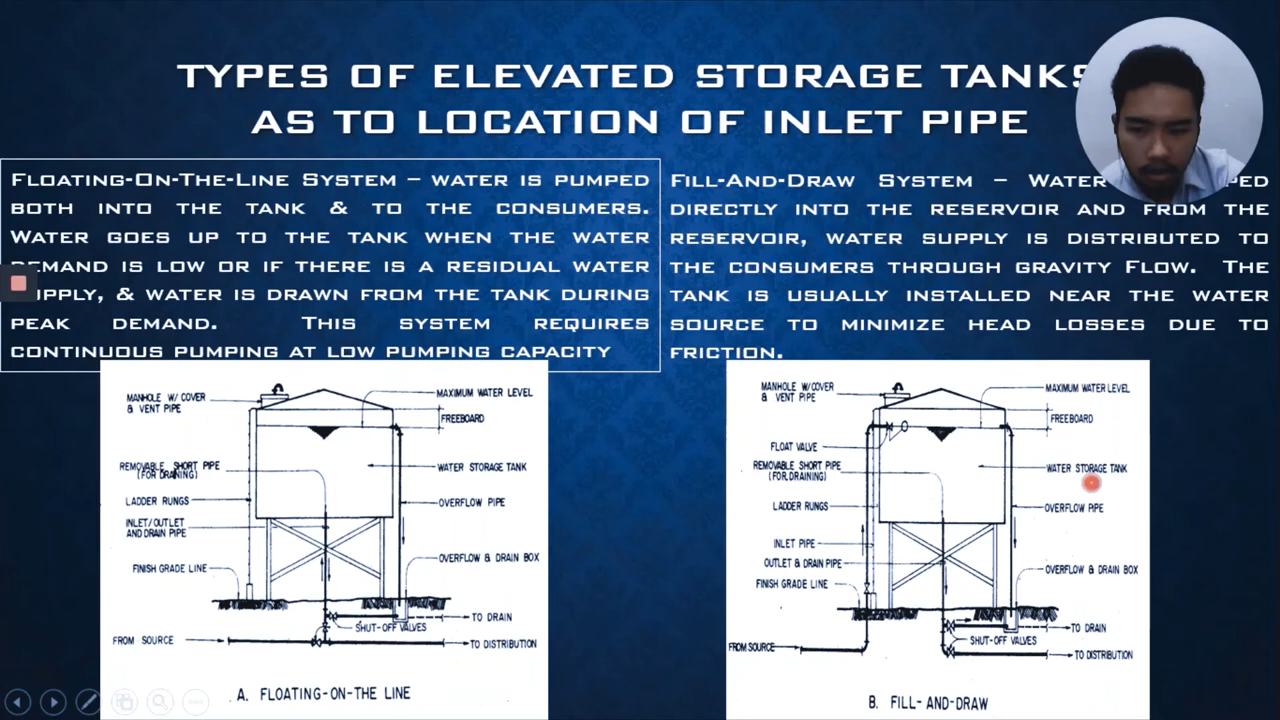 TYPES OF ELEVATED STORAGE TANKS
AS TO LOCATION OF INLET PIPE
FLOATING-ON-THE-LINE SYSTEM – WATER IS PUMPED
BOTH INTO THE TANK & TO THE CONSUMERS.
WATER GOES UP TO THE TANK WHEN THE WATER
DEMAND IS LOW OR IF THERE IS A RESIDUAL WATER
& WATER IS DRAWN FROM THE TANK DURING
PEAK DEMAND. THIS SYSTEM REQUIRES
CONTINUOUS PUMPING AT LOW PUMPING CAPACITY
FILL-AND-DRAW SYSTEM – WATER
DIRECTLY INTO THE RESERVOIR AND FROM THE
RESERVOIR, WATER SUPPLY IS DISTRIBUTED TO
THE CONSUMERS THROUGH GRAVITY FLOW. THE
TANK IS USUALLY INSTALLED NEAR THE WATER
SOURCE TO MINIMIZE HEAD LOSSES DUE TO
FRICTION.
MANHOLE W/ COVER
& VENT PIPE
MAXIMUM WATER LEVEL
FREEBOARD
REMOVABLE SHORT PIPE
(FOR DRAINING)
WATER STORAGE TANK
LADDER RUNGS
OVERFLOW PIPE
INLET/OUTLET
AND DRAIN PIPE
OVERFLOW & DRAIN BOX
FINISH GRADE LINE
TO DRAIN
SHUT-OFF VALVES
FROM SOURCE
TO DISTRIBUTION
A. FLOATING-ON-THE LINE
MANHOLE W/COVER
& VENT PIPE
MAXIMUM WATER LEVEL
FREEBOARD
FLOAT VALVE
REMOVABLE SHORT PIPE
(FOR DRAINING)
WATER STORAGE TANK
LADDER RUNGS
OVERFLOW PIPE
INLET PIPE
OUTLET & DRAIN PIPE
OVERFLOW & DRAIN BOX
FINISH GRADE LINE
TO DRAIN
SHUT-OFF VALVES
FROM SOURCE
TO DISTRIBUTION
B. FILL- AND-DRAW